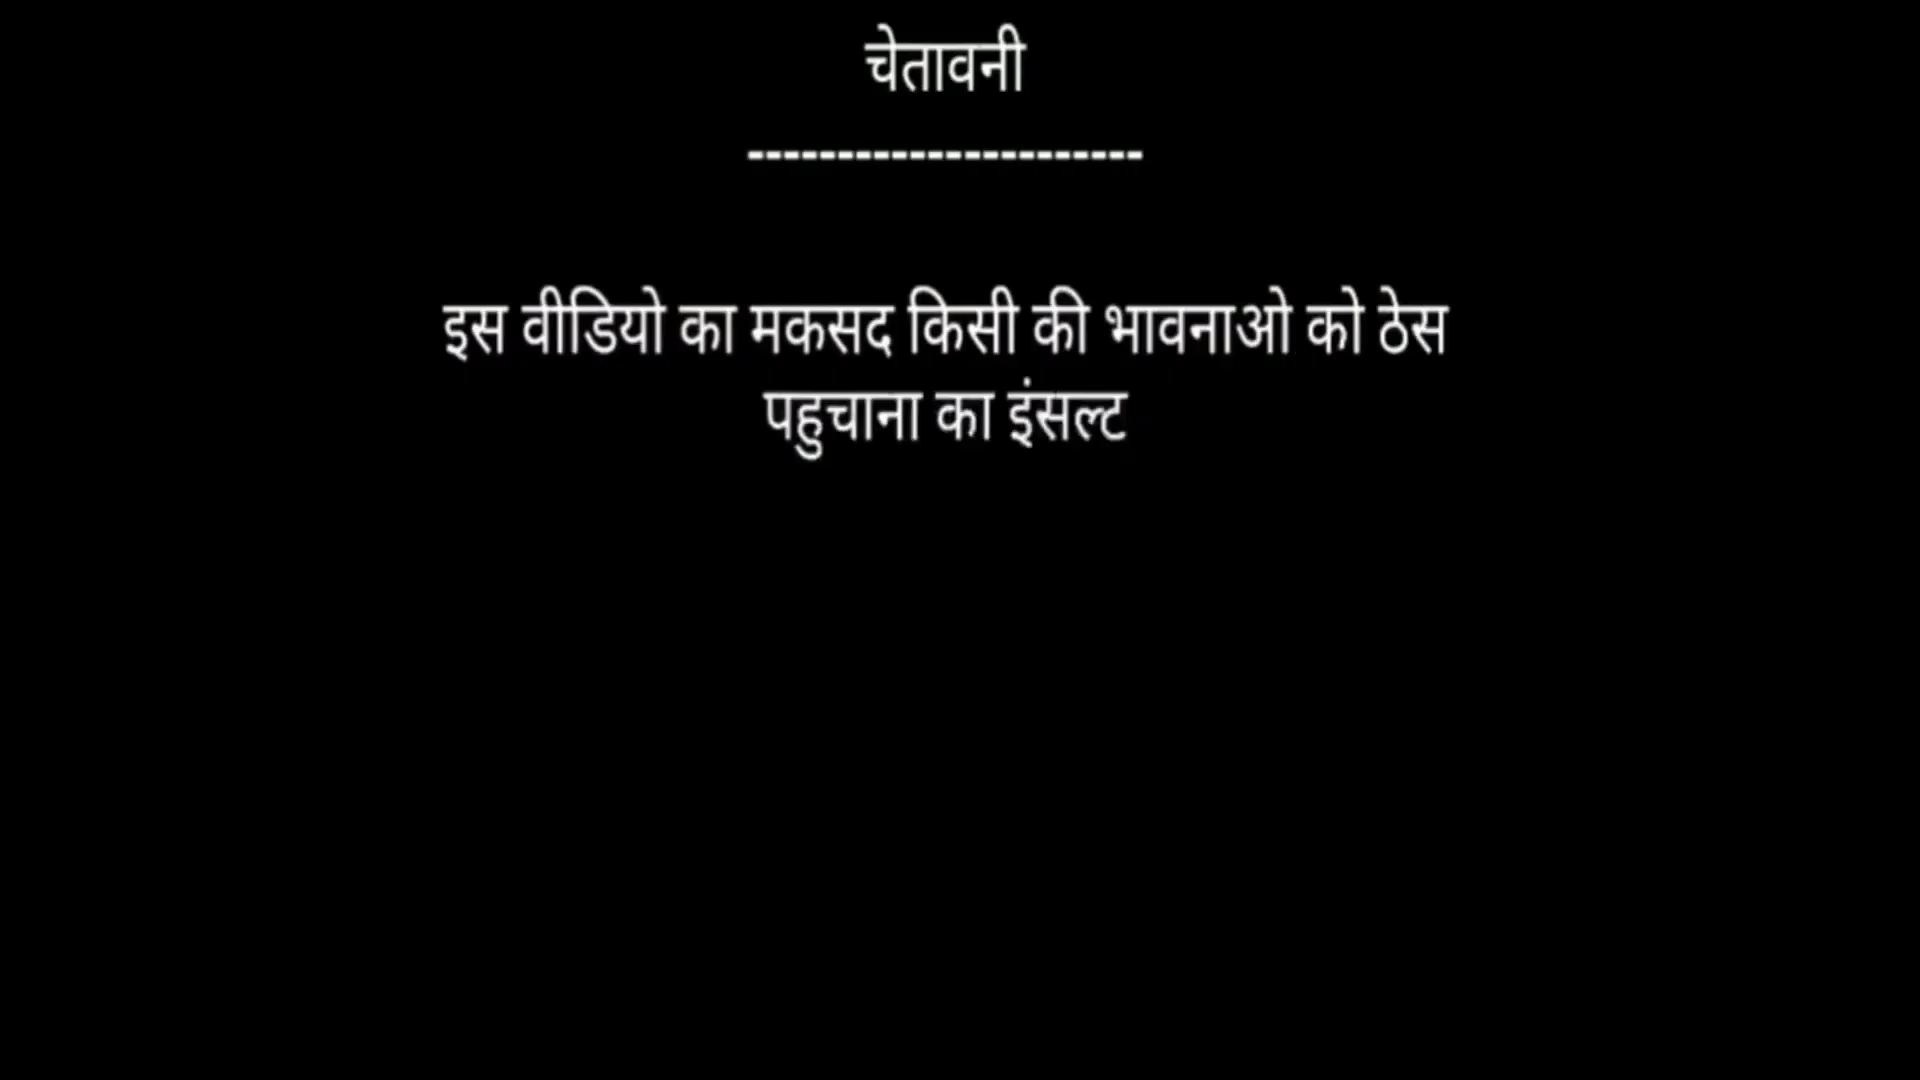 चेतावनी
----------------------
इस वीडियो का मकसद किसी की भावनाओ को ठेस
पहुचाना का इंसल्ट